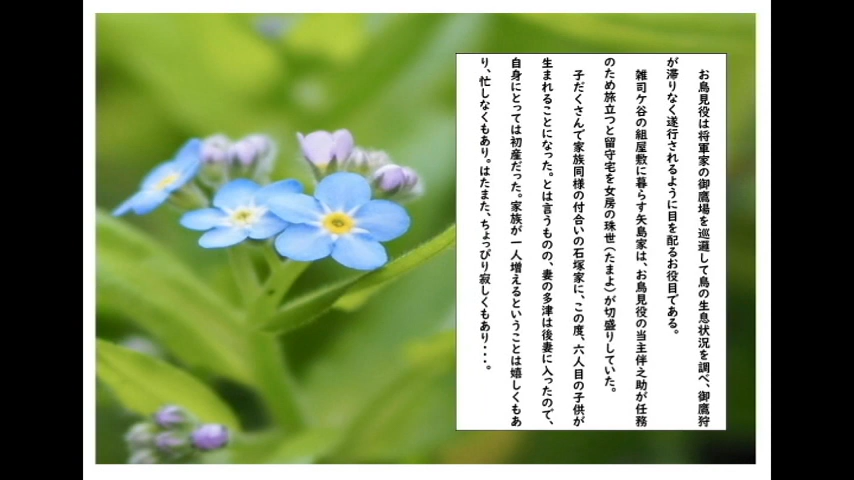 お鳥見役は将軍家の御鷹場を巡邏して鳥の生息状況を調べ、御鷹狩
が滞りなく遂行されるように目を配るお役目である。
雑司ケ谷の組屋敷に暮らす矢島家は、お鳥見役の当主伴之助が任務
のため旅立つと留守宅を女房の珠世（たまよ）が切盛りしていた。
子だくさんで家族同様の付合いの石塚家に、この度、六人目の子供が
生まれることになった。とは言うものの、妻の多津は後妻に入ったので、
自身にとっては初産だった。家族が一人増えるということは嬉しくもあ
り、忙しなくもあり。はたまた、ちょっぴり寂しくもあり・・・。